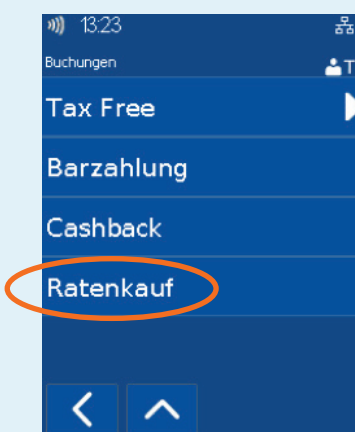 13:23
Buchungen T
Tax Free
Barzahlung
Cashback
Ratenkauf